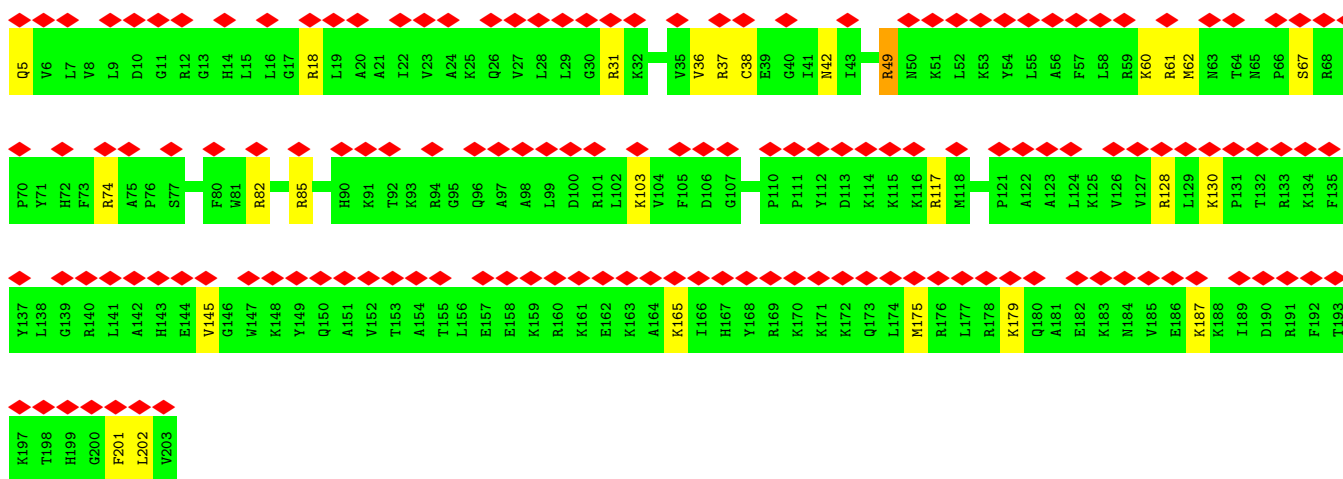 Q5 V6 L7 V8 L9 D10 G11 R12 G13 H14 L15 L16 G17 R18 L19 A20 A21 I22 V23 A24 K25 Q26 V27 L28 L29 G30 R31 K32 V35 V36 R37 C38 E39 G40 I41 N42 I43 R49 N50 K51 L52 K53 Y54 L55 A56 F57 L58 R59 K60 R61 M62 N63 T64 N65 P66 S67 R68
P70 Y71 H72 F73 R74 A75 P76 S77 F80 W81 R82 R85 H90 K91 T92 K93 R94 G95 Q96 A97 A98 L99 D100 R101 L102 K103 V104 F105 D106 G107 P110 P111 Y112 D113 K114 K115 K116 R117 M118 P121 A122 A123 L124 K125 V126 V127 R128 L129 K130 P131 T132 R133 K134 F135
Y137 L138 G139 R140 L141 A142 H143 E144 V145 G146 W147 K148 Y149 Q150 A151 V152 T153 A154 T155 L156 E157 E158 K159 R160 K161 E162 K163 A164 K165 I166 H167 Y168 R169 K170 K171 K172 Q173 L174 M175 R176 L177 R178 K179 Q180 A181 E182 K183 N184 V185 E186 K187 K188 I189 D190 R191 F192 T193
K197 T198 H199 G200 F201 L202 V203